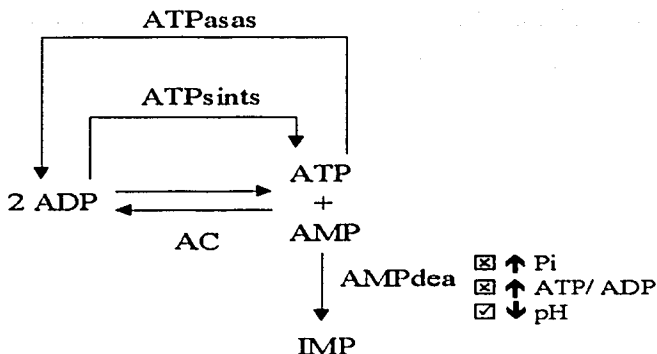 ATPasas
ATPsints
ATP
2 ADP
+
AC
AMP
AMPdea
☒ ↑ Pi
☒ ↑ ATP/ ADP
☑ ↓ pH
IMP